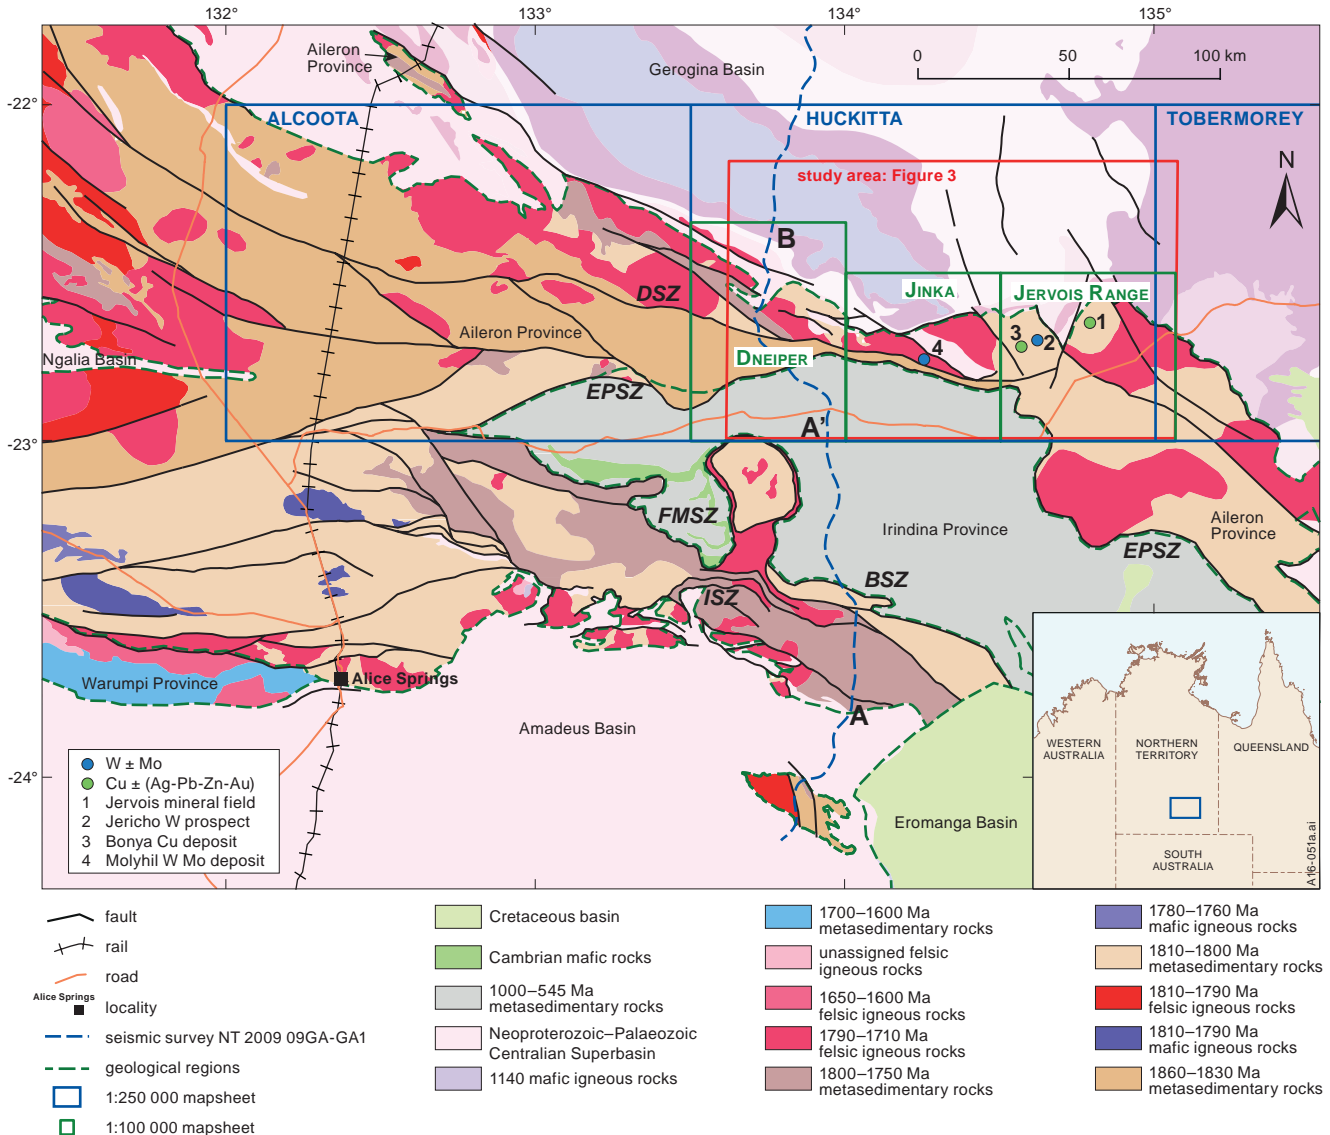 132° 133° 134° 135°
Aileron
Province
Gerogina Basin
0 50 100 km
-22°
ALCOOTA
HUCKITTA
TOBERMOREY
N
study area: Figure 3
B
DSZ
JINKA
JERVOIS RANGE
1
3
2
4
Aileron Province
DNEIPER
Ngalia Basin
EPSZ
A'
-23°
FMSZ
Irindina Province
Aileron
Province
EPSZ
BSZ
ISZ
Warumpi Province
Alice Springs
A
Amadeus Basin
-24°
Eromanga Basin
W ± Mo
Cu ± (Ag-Pb-Zn-Au)
1 Jervois mineral field
2 Jericho W prospect
3 Bonya Cu deposit
4 Molyhil W Mo deposit
WESTERN
AUSTRALIA
NORTHERN
TERRITORY
QUEENSLAND
SOUTH
AUSTRALIA
A16-051a.ai
fault
rail
road
Alice Springs
locality
seismic survey NT 2009 09GA-GA1
geological regions
1:250 000 mapsheet
1:100 000 mapsheet
Cretaceous basin
Cambrian mafic rocks
1000–545 Ma
metasedimentary rocks
Neoproterozoic–Palaeozoic
Centralian Superbasin
1140 mafic igneous rocks
1700–1600 Ma
metasedimentary rocks
unassigned felsic
igneous rocks
1650–1600 Ma
felsic igneous rocks
1790–1710 Ma
felsic igneous rocks
1800–1750 Ma
metasedimentary rocks
1780–1760 Ma
mafic igneous rocks
1810–1800 Ma
metasedimentary rocks
1810–1790 Ma
felsic igneous rocks
1810–1790 Ma
mafic igneous rocks
1860–1830 Ma
metasedimentary rocks